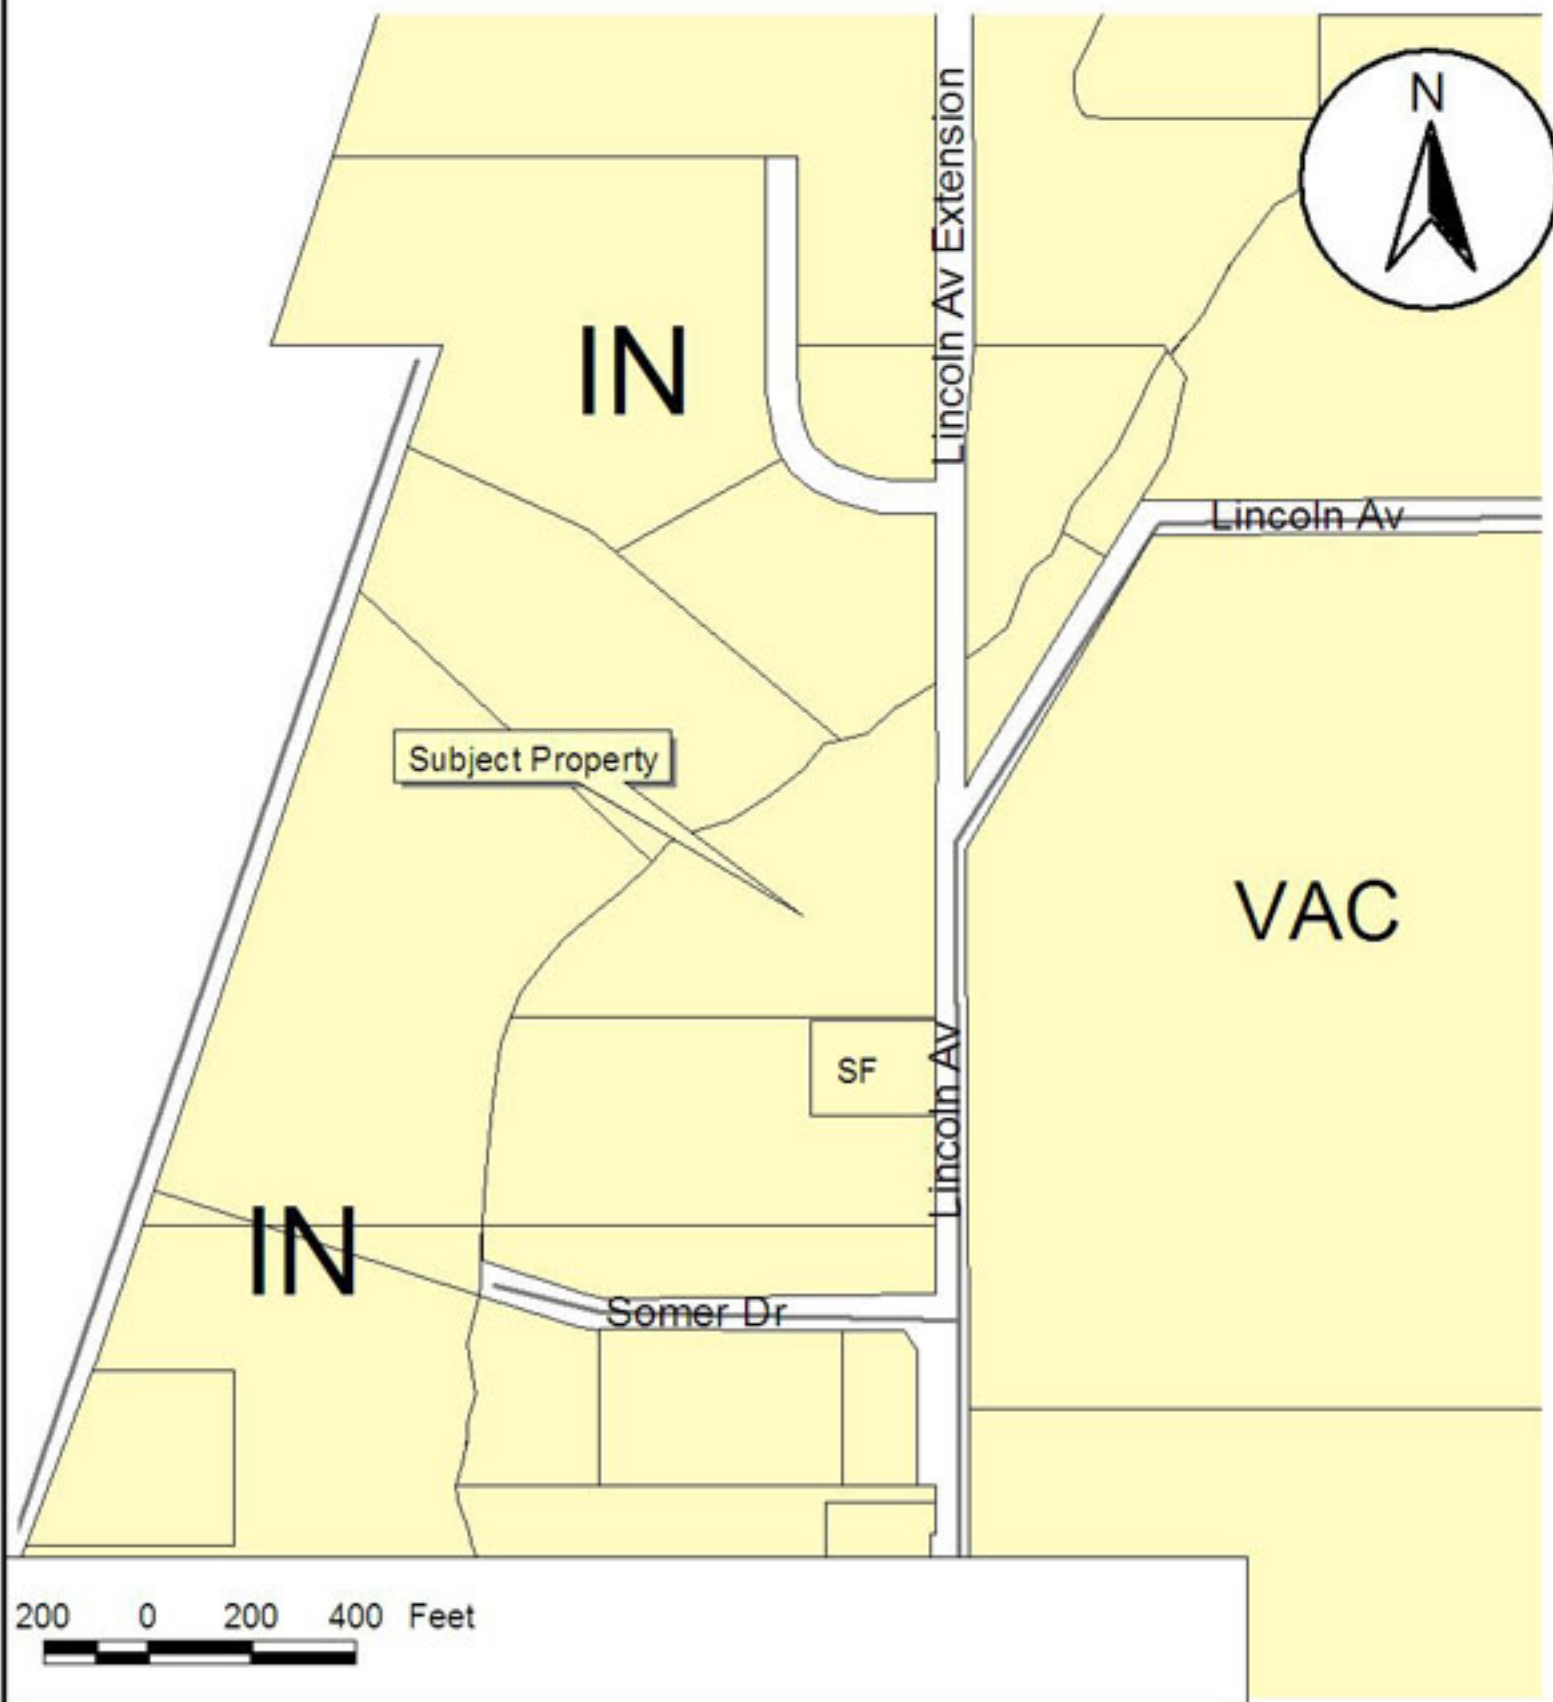 N
Lincoln Av Extension
IN
Lincoln Av
Subject Property
VAC
SF
Lincoln Av
IN
Somer Dr
200 0 200 400 Feet